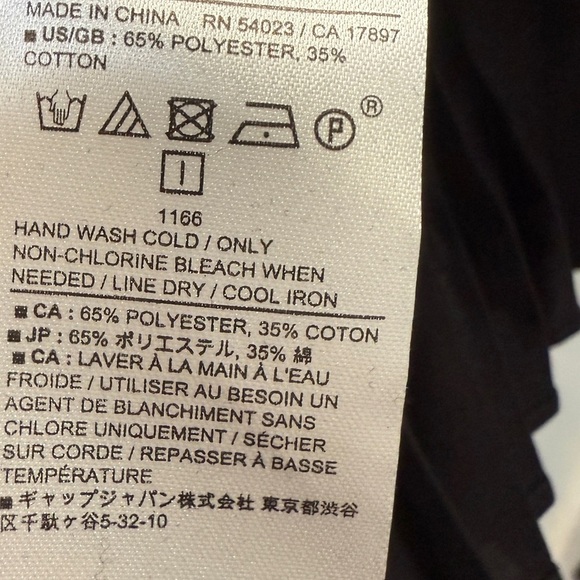 MADE IN CHINA RN 54023 / CA 17897
■ US/GB : 65% POLYESTER, 35%
COTTON
P ®
1166
HAND WASH COLD / ONLY
NON-CHLORINE BLEACH WHEN
NEEDED / LINE DRY / COOL IRON
■ CA : 65% POLYESTER, 35% COTON
■ JP : 65% ポリエステル, 35% 綿
■ CA : LAVER À LA MAIN À L'EAU
FROIDE / UTILISER AU BESOIN UN
AGENT DE BLANCHIMENT SANS
CHLORE UNIQUEMENT / SÉCHER
SUR CORDE / REPASSER À BASSE
TEMPÉRATURE
■ ギャップジャパン株式会社 東京都渋谷
区千駄ケ谷5-32-10